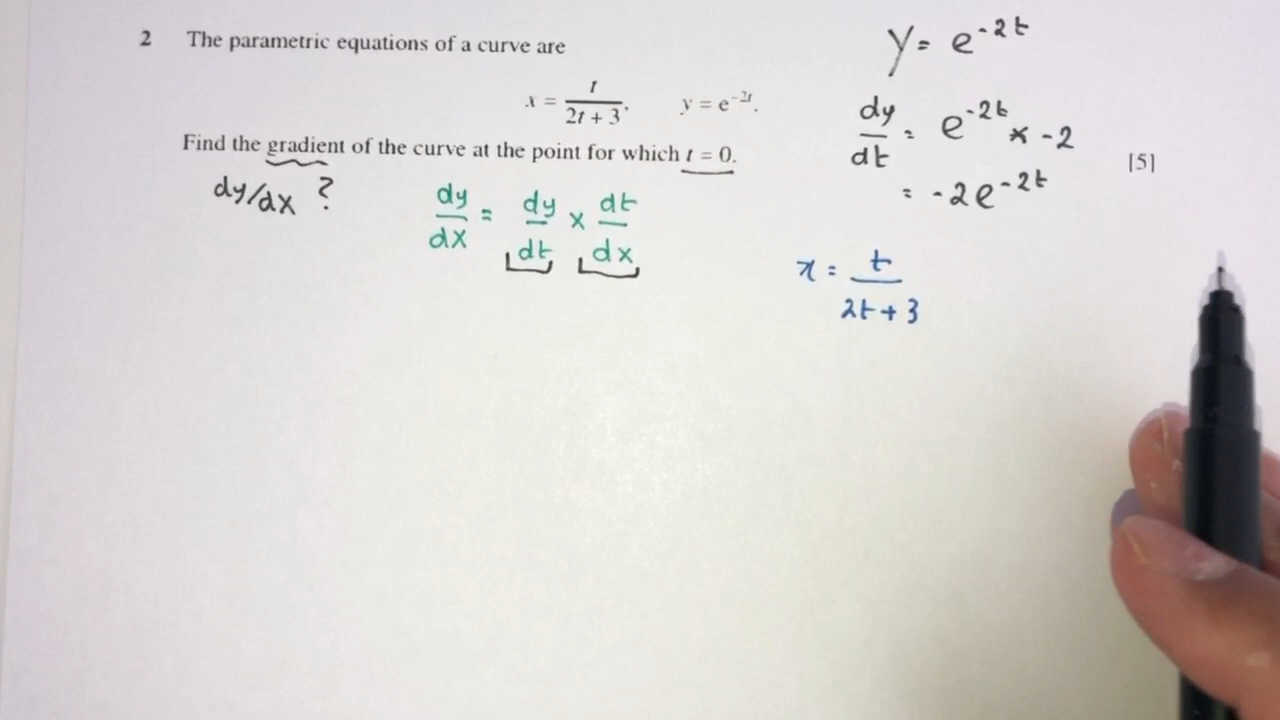 2 The parametric equations of a curve are
x = t / 2t + 3, y = e^-2t.
Find the gradient of the curve at the point for which t = 0.
[5]
dy/dx ?
dy/dx = dy/dt × dt/dx
y = e^-2t
dy/dt = e^-2t × -2
= -2e^-2t
x = t / 2t + 3